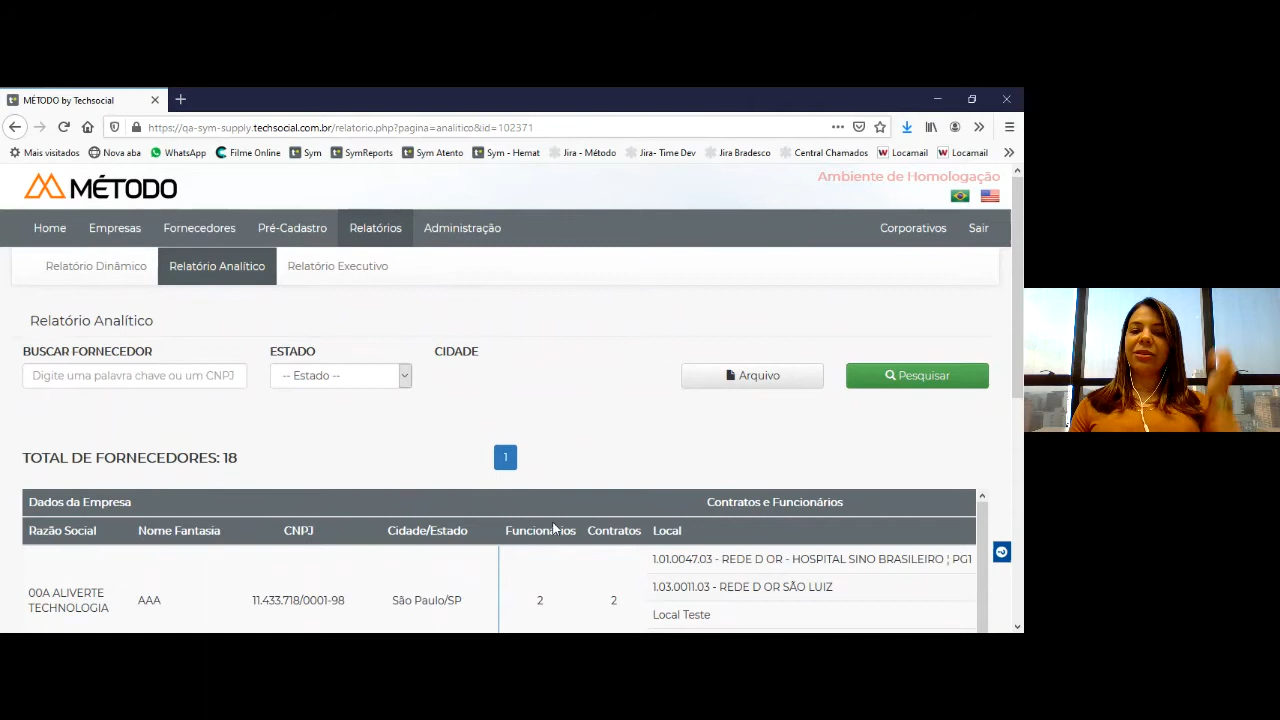 MÉTODO by Techsocial
https://qa-sym-supply.techsocial.com.br/relatorio.php?pagina=analitico&id=102371
Mais visitados Nova aba WhatsApp Filme Online Sym SymReports Sym Atento Sym - Hemat Jira - Método Jira- Time Dev Jira Bradesco Central Chamados Locamail Locamail
MÉTODO
Ambiente de Homologação
Home Empresas Fornecedores Pré-Cadastro Relatórios Administração Corporativos Sair
Relatório Dinâmico Relatório Analítico Relatório Executivo
Relatório Analítico
BUSCAR FORNECEDOR ESTADO CIDADE
Digite uma palavra chave ou um CNPJ -- Estado -- Arquivo Pesquisar
TOTAL DE FORNECEDORES: 18 1
Dados da Empresa Contratos e Funcionários
Razão Social Nome Fantasia CNPJ Cidade/Estado Funcionários Contratos Local
1.01.0047.03 - REDE D OR - HOSPITAL SINO BRASILEIRO ¦ PG1
1.03.0011.03 - REDE D OR SÃO LUIZ
00A ALIVERTE
TECHNOLOGIA AAA 11.433.718/0001-98 São Paulo/SP 2 2
Local Teste